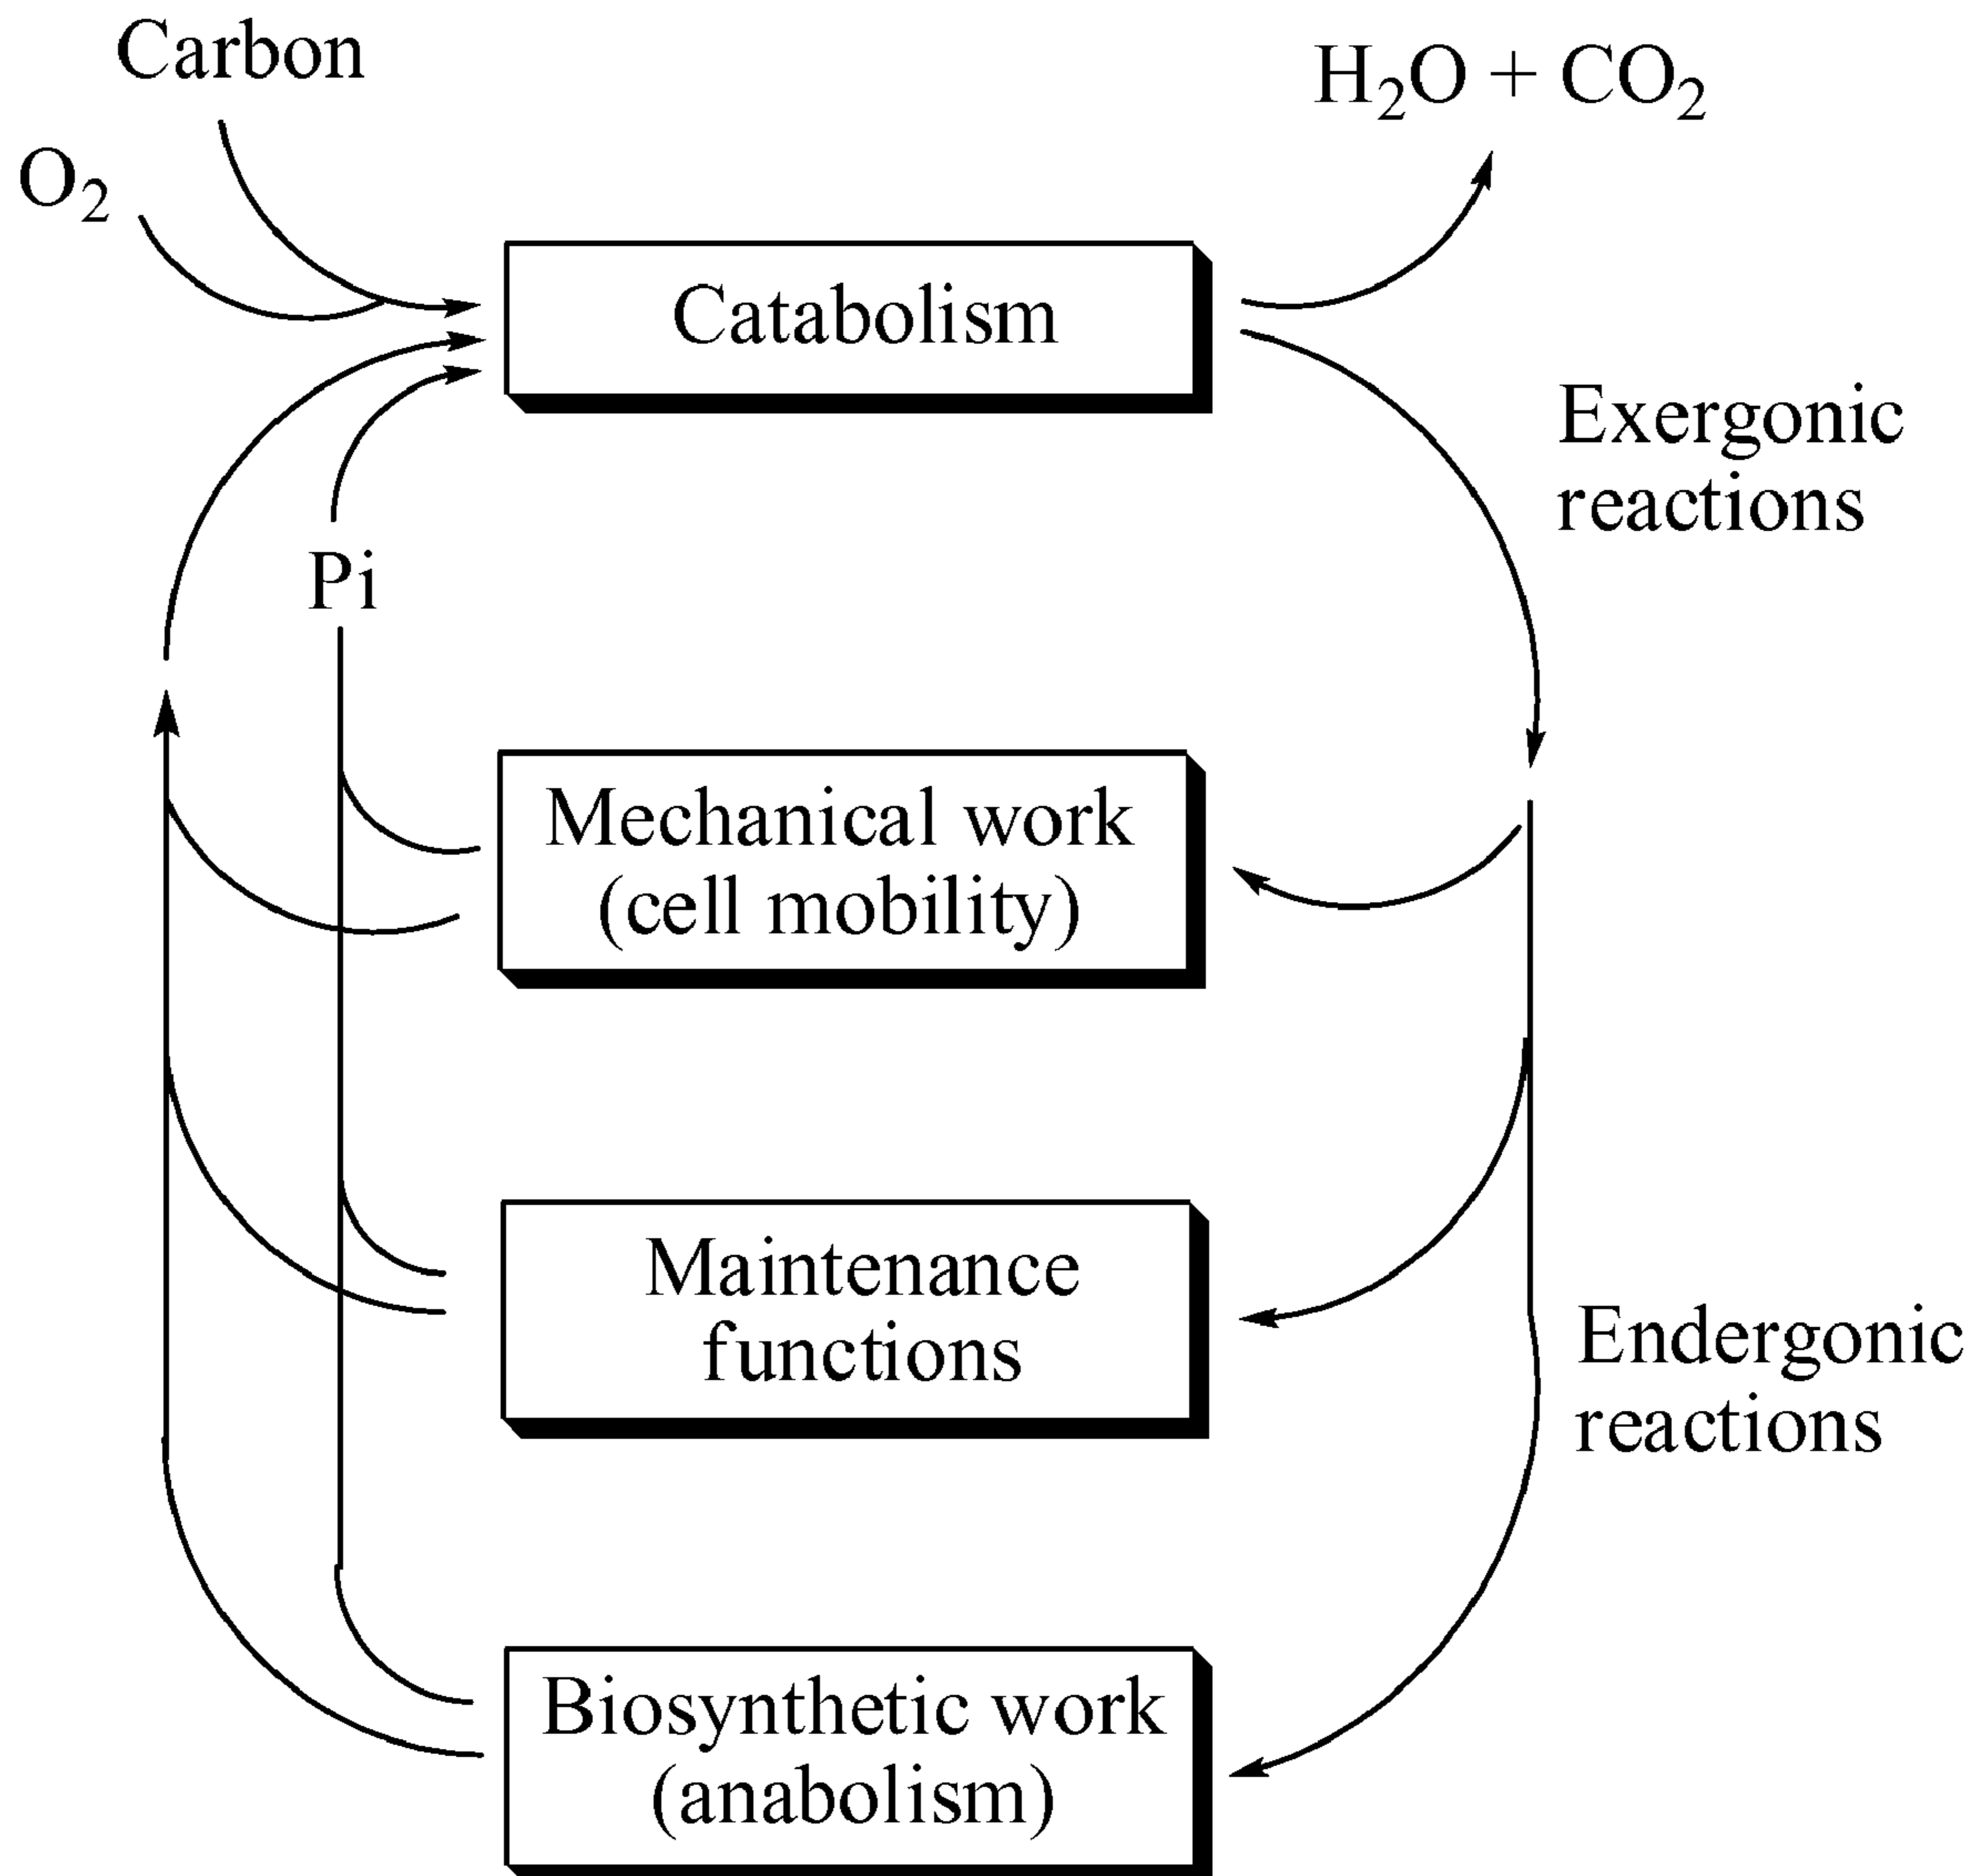 Carbon
H₂O + CO₂
O₂
Catabolism
Exergonic
reactions
Pi
Mechanical work
(cell mobility)
Maintenance
functions
Endergonic
reactions
Biosynthetic work
(anabolism)